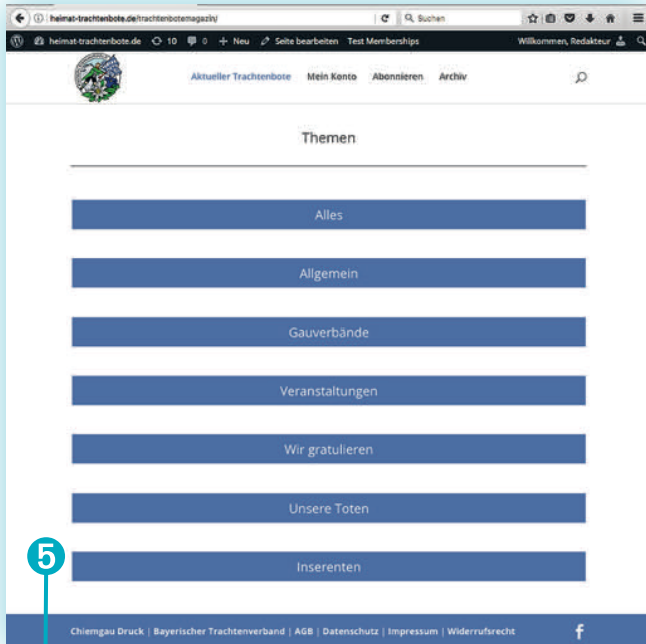 heimat-trachtenbote.de/trachtenbotemagazin/
Suchen
heimat-trachtenbote.de 10 0 + Neu Seite bearbeiten Test Memberships Willkommen, Redakteur
Aktueller Trachtenbote Mein Konto Abonnieren Archiv
Themen
Alles
Allgemein
Gauverbände
Veranstaltungen
Wir gratulieren
Unsere Toten
Inserenten
5
Chiemgau Druck | Bayerischer Trachtenverband | AGB | Datenschutz | Impressum | Widerrufsrecht f